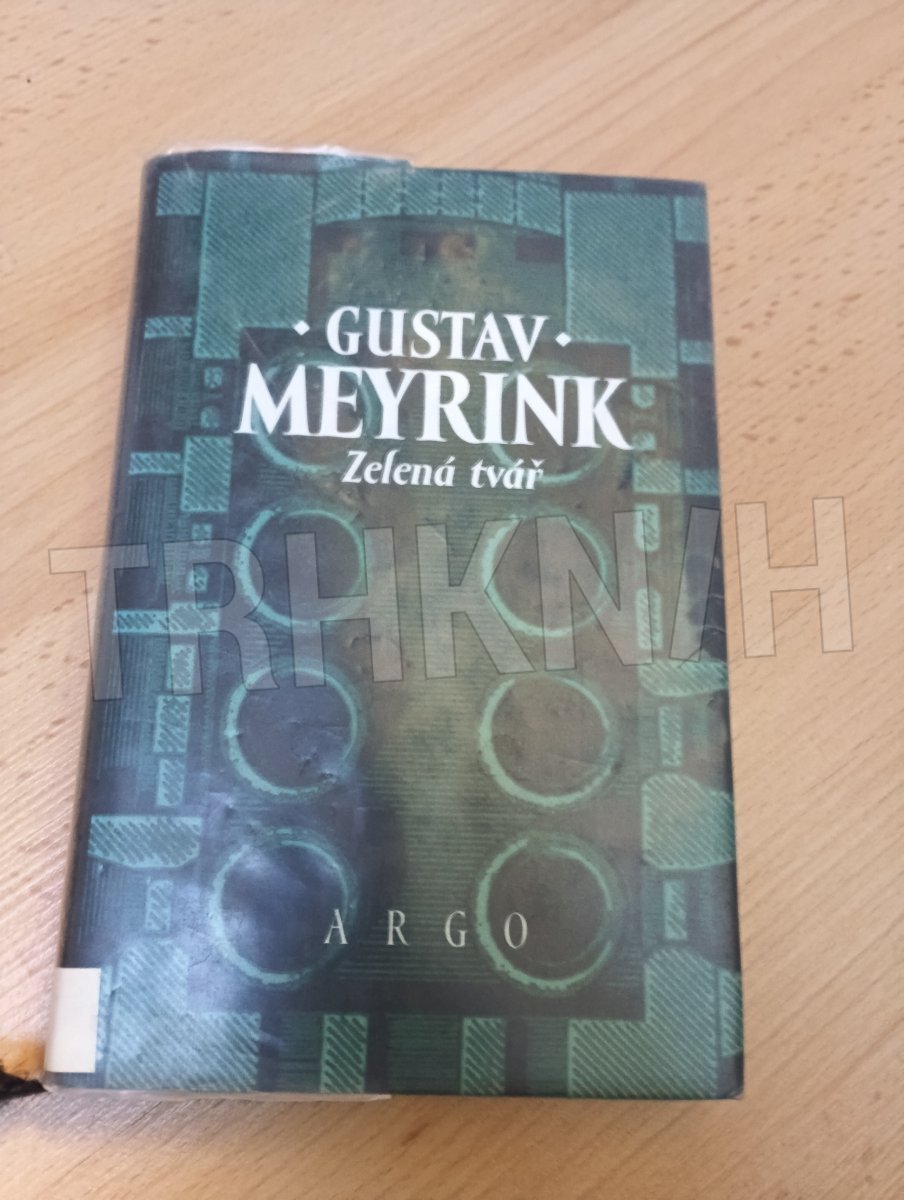 · GUSTAV ·
MEYRINK
Zelená tvář
TRHKNIH
ARGO